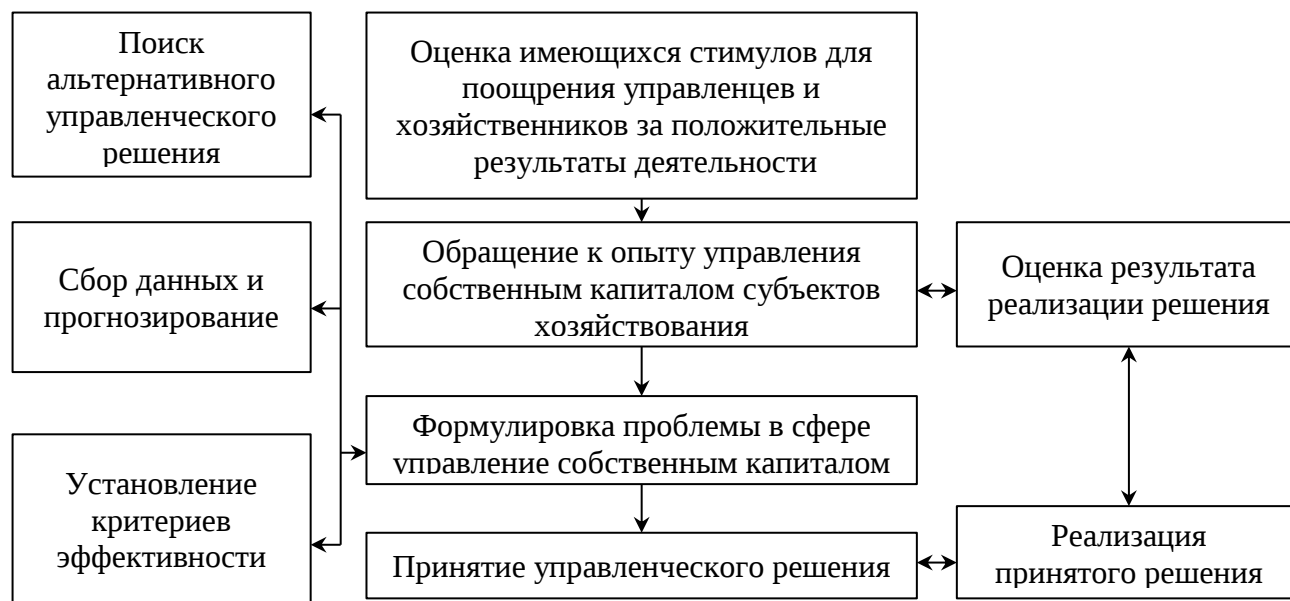 Поиск
альтернативного
управленческого
решения
Оценка имеющихся стимулов для
поощрения управленцев и
хозяйственников за положительные
результаты деятельности
Сбор данных и
прогнозирование
Обращение к опыту управления
собственным капиталом субъектов
хозяйствования
Оценка результата
реализации решения
Установление
критериев
эффективности
Формулировка проблемы в сфере
управление собственным капиталом
Принятие управленческого решения
Реализация
принятого решения